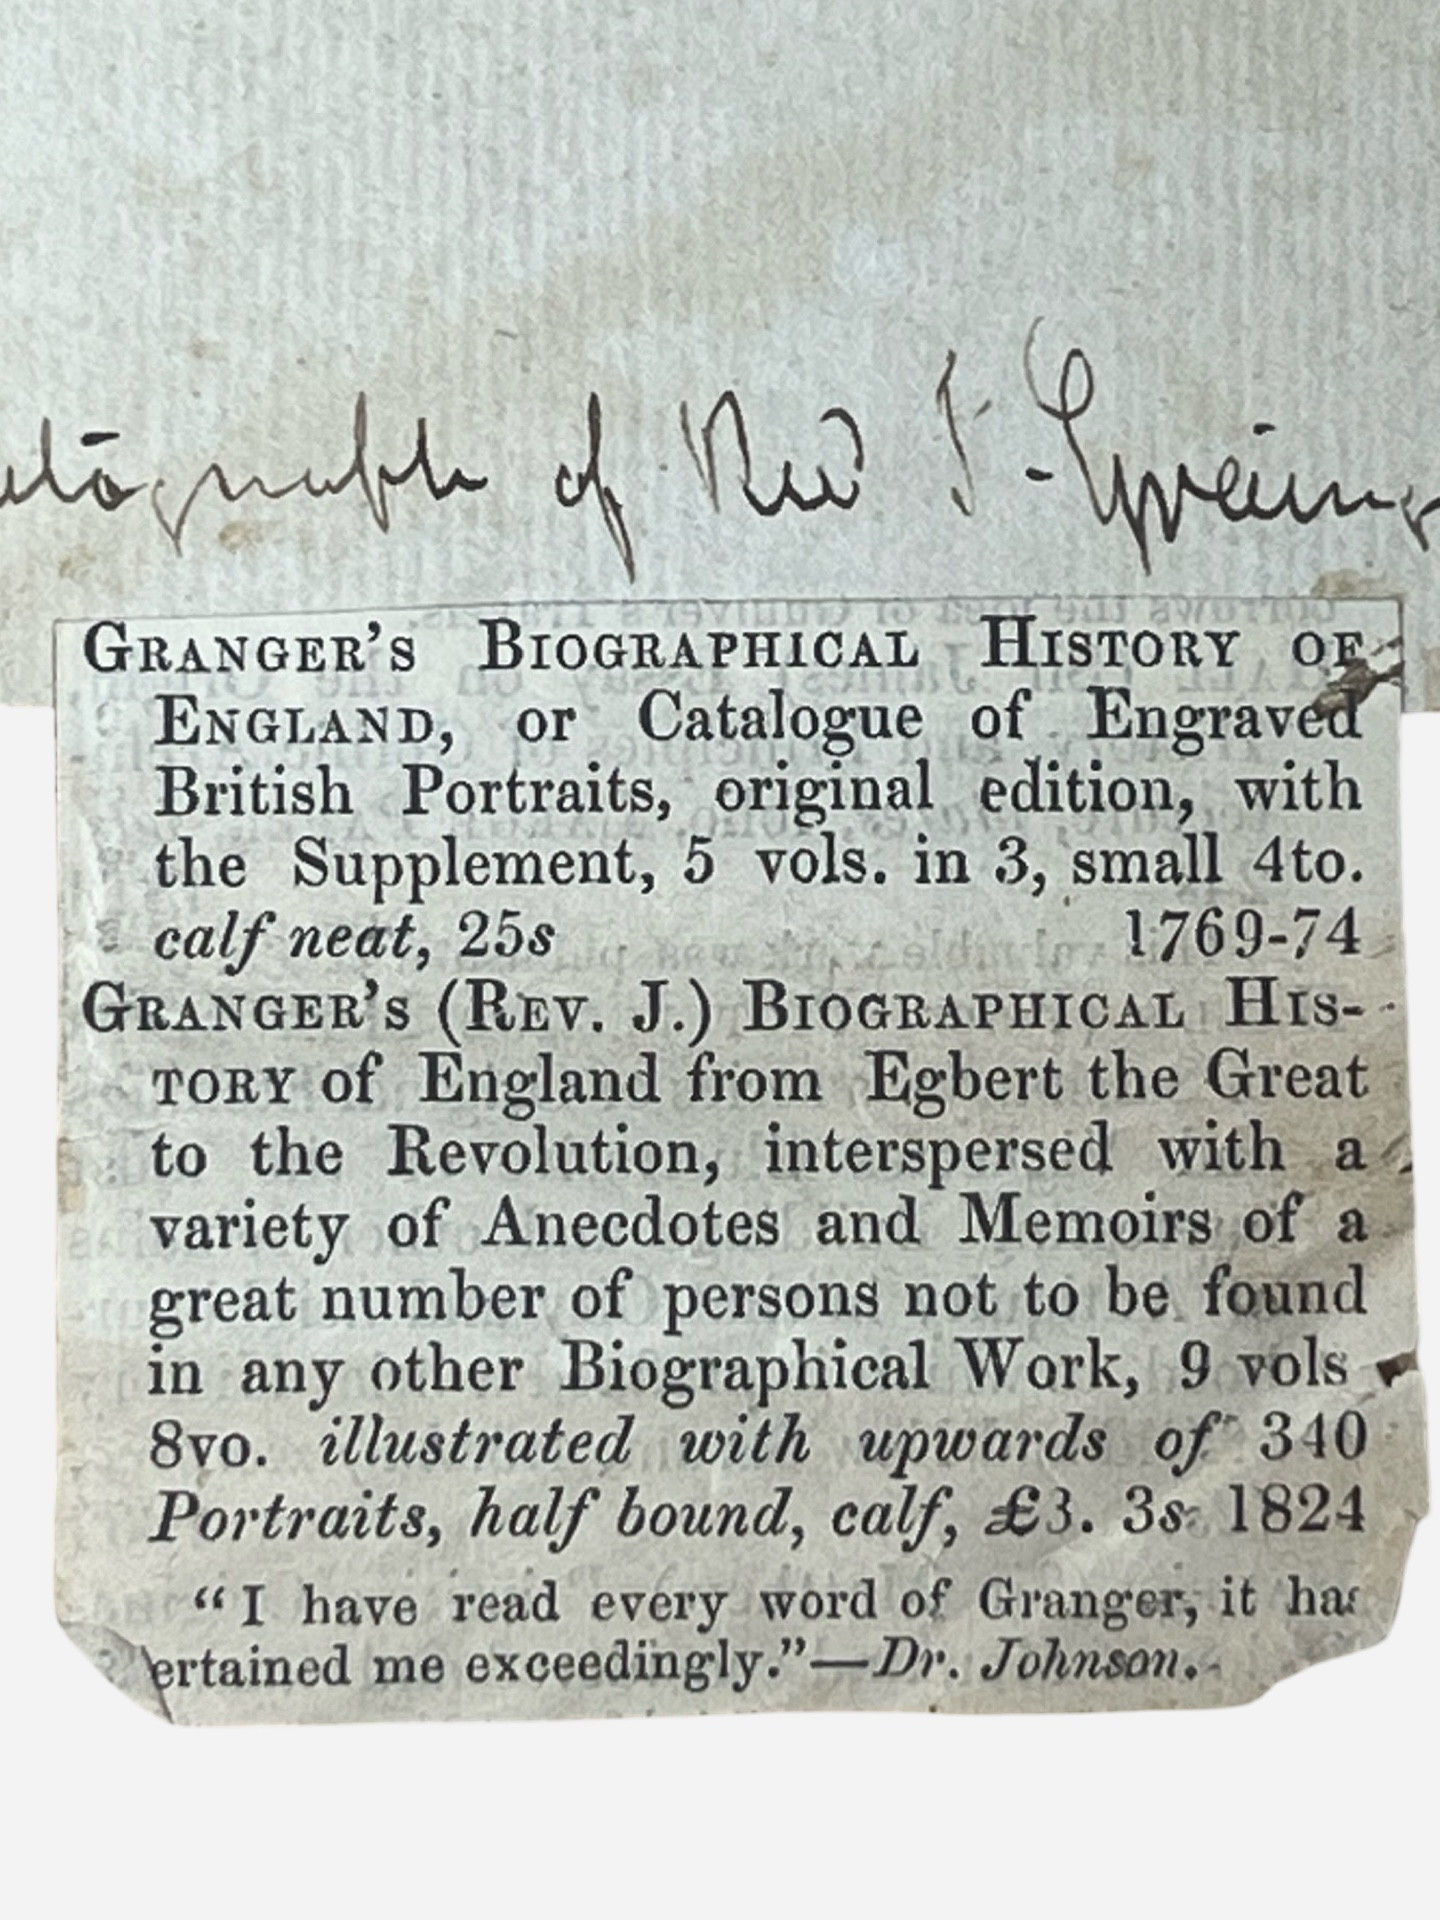 of Rev^d J. Grainger
GRANGER'S BIOGRAPHICAL HISTORY OF
ENGLAND, or Catalogue of Engraved
British Portraits, original edition, with
the Supplement, 5 vols. in 3, small 4to.
calf neat, 25s 1769-74
GRANGER'S (REV. J.) BIOGRAPHICAL HIS-
TORY of England from Egbert the Great
to the Revolution, interspersed with a
variety of Anecdotes and Memoirs of a
great number of persons not to be found
in any other Biographical Work, 9 vols
8vo. illustrated with upwards of 340
Portraits, half bound, calf, £3. 3s 1824
"I have read every word of Granger, it has
ertained me exceedingly."—Dr. Johnson.